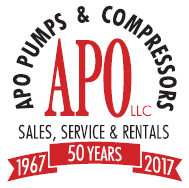 APO PUMPS & COMPRESSORS
APO LLC
SALES, SERVICE & RENTALS
1967 50 YEARS 2017